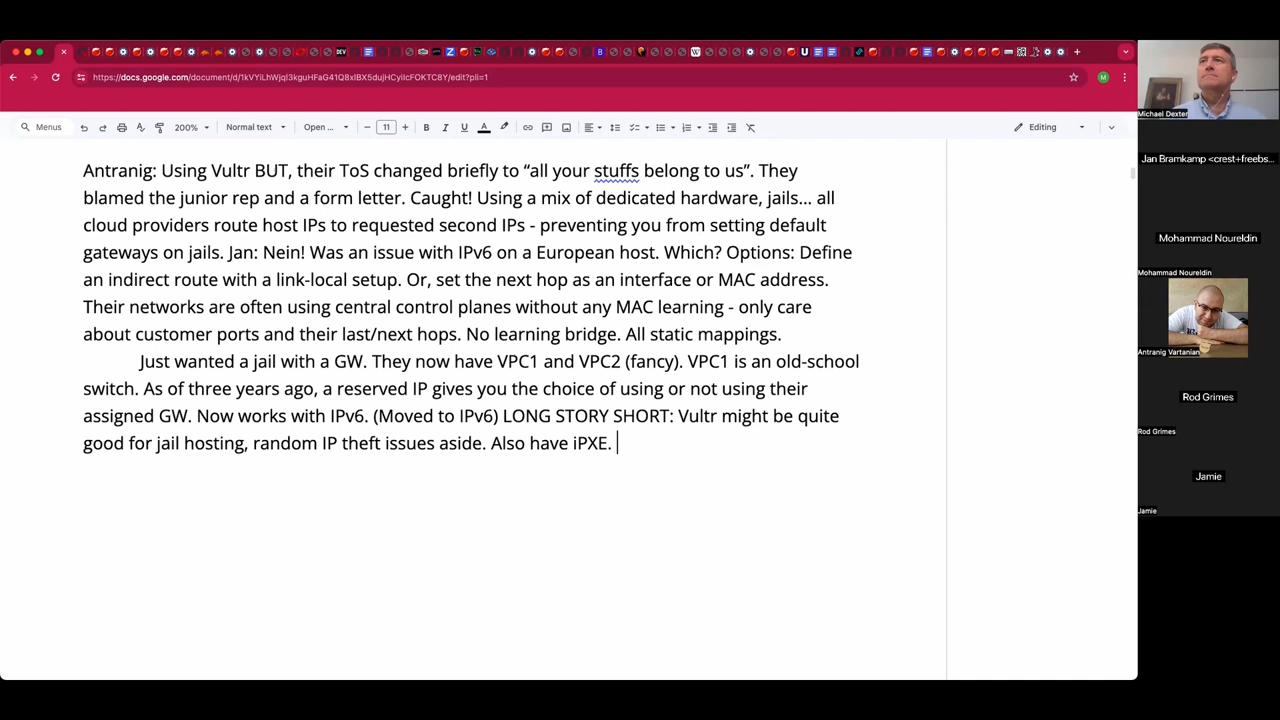 DEV
B
Z
W
U
https://docs.google.com/document/d/1kVYiLhWjqI3kguHFaG41Q8xIBX5dujHCyiIcFOKTC8Y/edit?pli=1
M
Menus
200%
Normal text
Open ...
11
B
I
U
A
Editing
Antranig: Using Vultr BUT, their ToS changed briefly to “all your stuffs belong to us”. They
blamed the junior rep and a form letter. Caught! Using a mix of dedicated hardware, jails... all
cloud providers route host IPs to requested second IPs - preventing you from setting default
gateways on jails. Jan: Nein! Was an issue with IPv6 on a European host. Which? Options: Define
an indirect route with a link-local setup. Or, set the next hop as an interface or MAC address.
Their networks are often using central control planes without any MAC learning - only care
about customer ports and their last/next hops. No learning bridge. All static mappings.
Just wanted a jail with a GW. They now have VPC1 and VPC2 (fancy). VPC1 is an old-school
switch. As of three years ago, a reserved IP gives you the choice of using or not using their
assigned GW. Now works with IPv6. (Moved to IPv6) LONG STORY SHORT: Vultr might be quite
good for jail hosting, random IP theft issues aside. Also have iPXE.
Michael Dexter
Jan Bramkamp <crest+freebs...
Mohammad Noureldin
Mohammad Noureldin
Antranig Vartanian
Rod Grimes
Rod Grimes
Jamie
Jamie